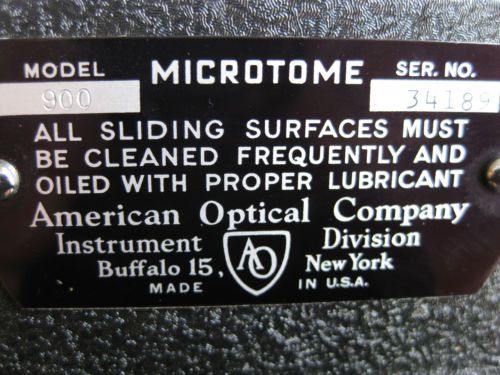 MODEL MICROTOME SER. NO.
900 34189
ALL SLIDING SURFACES MUST
BE CLEANED FREQUENTLY AND
OILED WITH PROPER LUBRICANT
American Optical Company
Instrument AO Division
Buffalo 15, New York
MADE IN U.S.A.